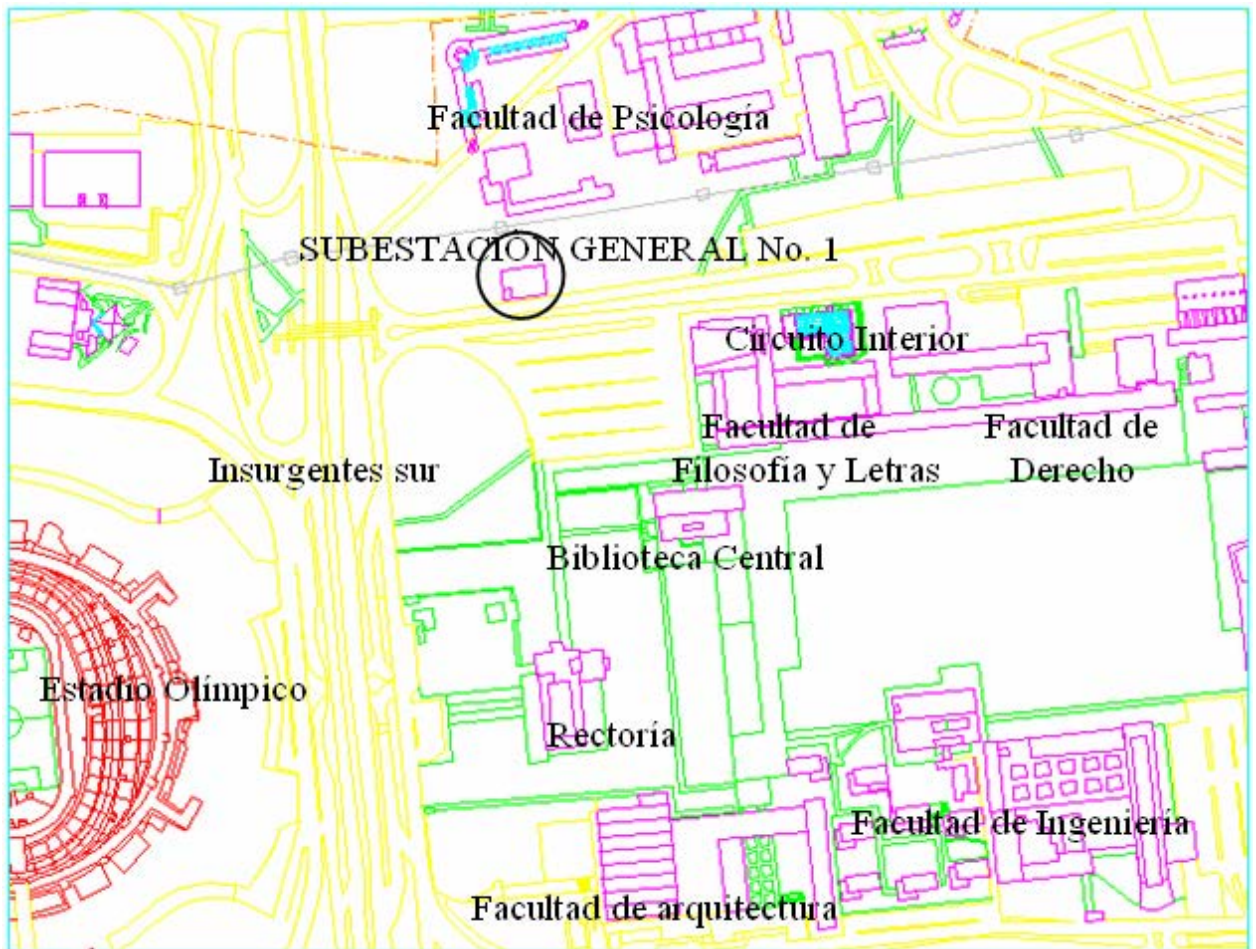 Facultad de Psicología
SUBESTACIÓN GENERAL No. 1
Circuito Interior
Facultad de
Filosofía y Letras
Facultad de
Derecho
Insurgentes sur
Biblioteca Central
Estadio Olímpico
Rectoría
Facultad de Ingeniería
Facultad de arquitectura